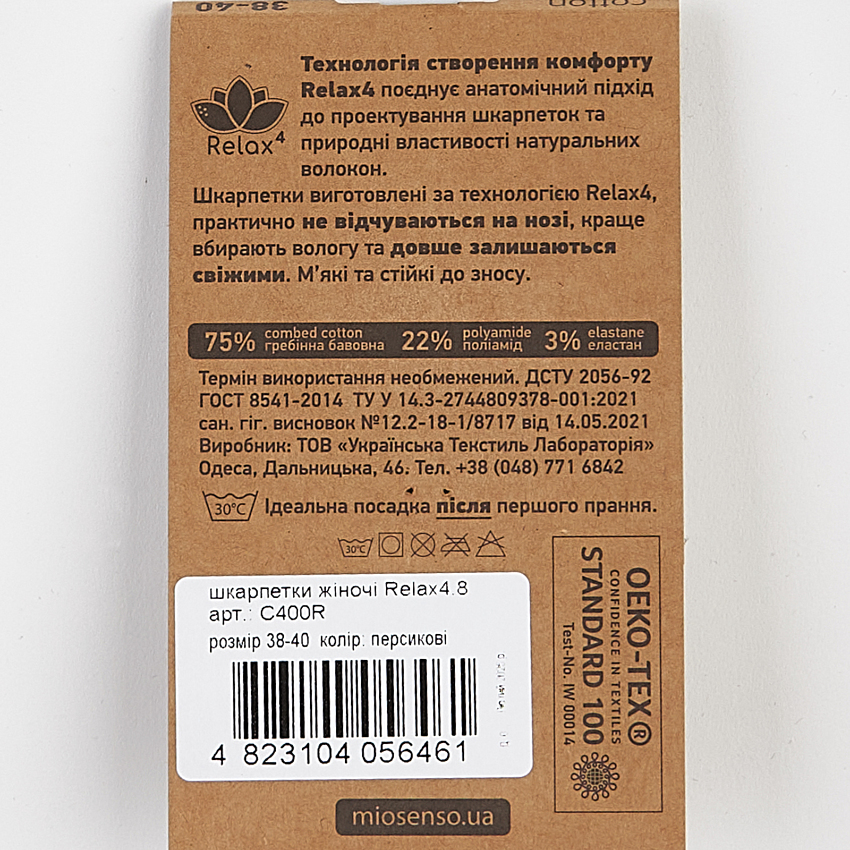 38-40
cotton
Технологія створення комфорту
Relax4 поєднує анатомічний підхід
до проектування шкарпеток та
природні властивості натуральних
волокон.
Relax4
Шкарпетки виготовлені за технологією Relax4,
практично не відчуваються на нозі, краще
вбирають вологу та довше залишаються
свіжими. М’які та стійкі до зносу.
75% combed cotton 22% polyamide 3% elastane
гребінна бавовна поліамід еластан
Термін використання необмежений. ДСТУ 2056-92
ГОСТ 8541-2014 ТУ У 14.3-2744809378-001:2021
сан. гіг. висновок №12.2-18-1/8717 від 14.05.2021
Виробник: ТОВ «Українська Текстиль Лабораторія»
Одеса, Дальницька, 46. Тел. +38 (048) 771 6842
30°C Ідеальна посадка після першого прання.
30°C
OEKO-TEX®
CONFIDENCE IN TEXTILES
STANDARD 100
Test-No. IW 00014
шкарпетки жіночі Relax4.8
арт.: C400R
розмір 38-40 колір: персикові
4 823104 056461
miosenso.ua